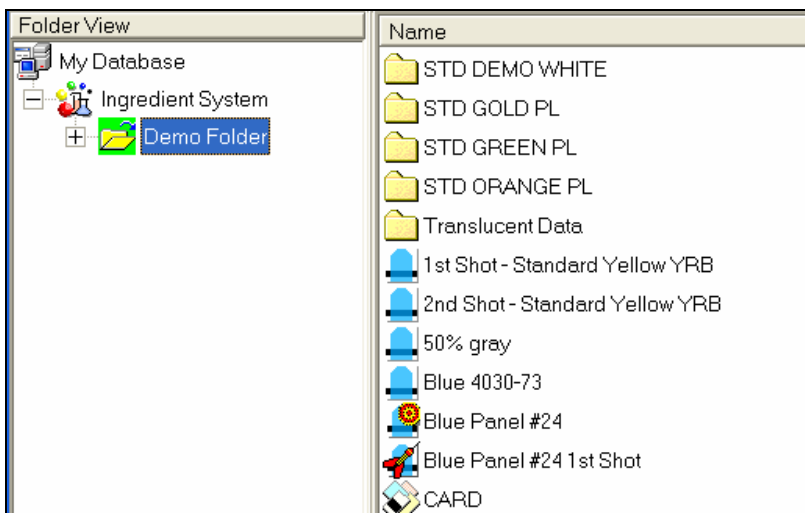 Folder View
My Database
Ingredient System
Demo Folder
Name
STD DEMO WHITE
STD GOLD PL
STD GREEN PL
STD ORANGE PL
Translucent Data
1st Shot - Standard Yellow YRB
2nd Shot - Standard Yellow YRB
50% gray
Blue 4030-73
Blue Panel #24
Blue Panel #24 1st Shot
CARD